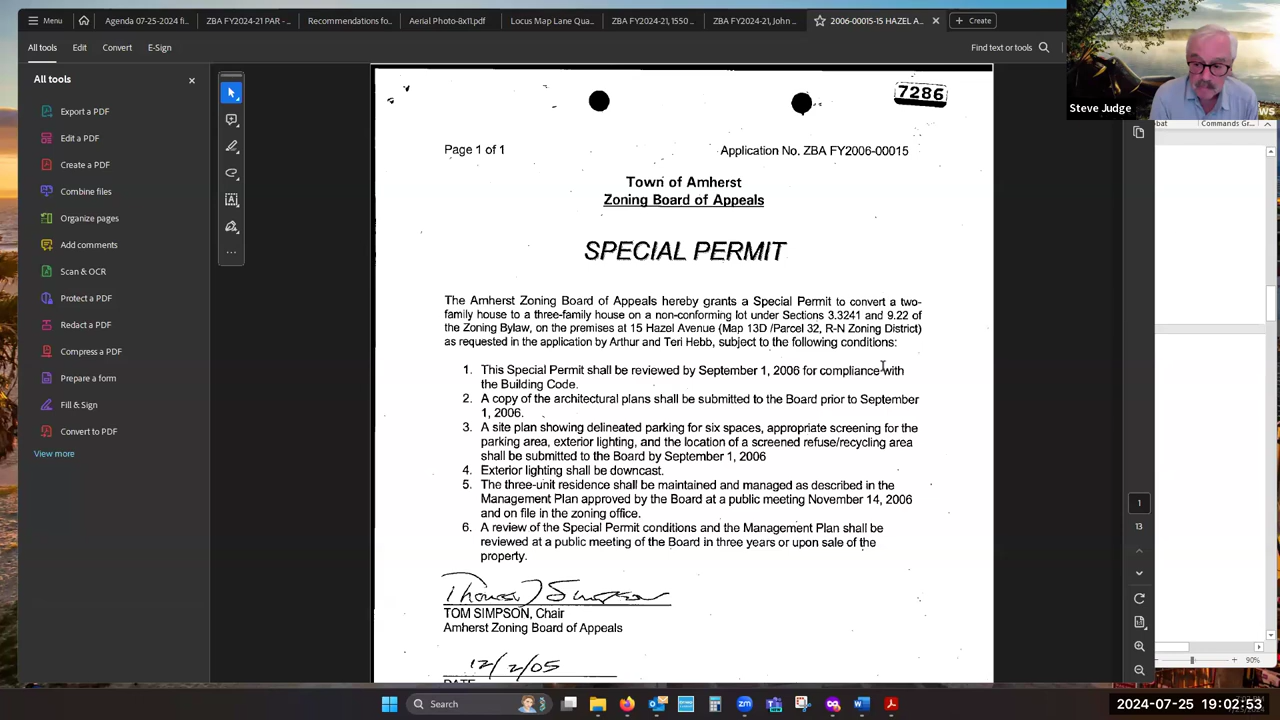 Menu
Agenda 07-25-2024 fi...
ZBA FY2024-21 PAR - ...
Recommendations fo...
Aerial Photo-8x11.pdf
Locus Map Lane Qua...
ZBA FY2024-21, 1550 ...
ZBA FY2024-21, John ...
2006-00015-15 HAZEL A...
Create
All tools
Edit
Convert
E-Sign
Find text or tools
All tools
Export a PDF
Edit a PDF
Create a PDF
Combine files
Organize pages
Add comments
Scan & OCR
Protect a PDF
Redact a PDF
Compress a PDF
Prepare a form
Fill & Sign
Convert to PDF
View more
7286
Page 1 of 1
Application No. ZBA FY2006-00015
Town of Amherst
Zoning Board of Appeals
SPECIAL PERMIT
The Amherst Zoning Board of Appeals hereby grants a Special Permit to convert a two-
family house to a three-family house on a non-conforming lot under Sections 3.3241 and 9.22 of
the Zoning Bylaw, on the premises at 15 Hazel Avenue (Map 13D /Parcel 32, R-N Zoning District)
as requested in the application by Arthur and Teri Hebb, subject to the following conditions:
1. This Special Permit shall be reviewed by September 1, 2006 for compliance with
the Building Code.
2. A copy of the architectural plans shall be submitted to the Board prior to September
1, 2006.
3. A site plan showing delineated parking for six spaces, appropriate screening for the
parking area, exterior lighting, and the location of a screened refuse/recycling area
shall be submitted to the Board by September 1, 2006
4. Exterior lighting shall be downcast.
5. The three-unit residence shall be maintained and managed as described in the
Management Plan approved by the Board at a public meeting November 14, 2006
and on file in the zoning office.
6. A review of the Special Permit conditions and the Management Plan shall be
reviewed at a public meeting of the Board in three years or upon sale of the
property.
Thomas J Simpson
TOM SIMPSON, Chair
Amherst Zoning Board of Appeals
12/2/05
DATE
Steve Judge
Commands Gr...
1
13
90%
Search
2024-07-25 19:02:53